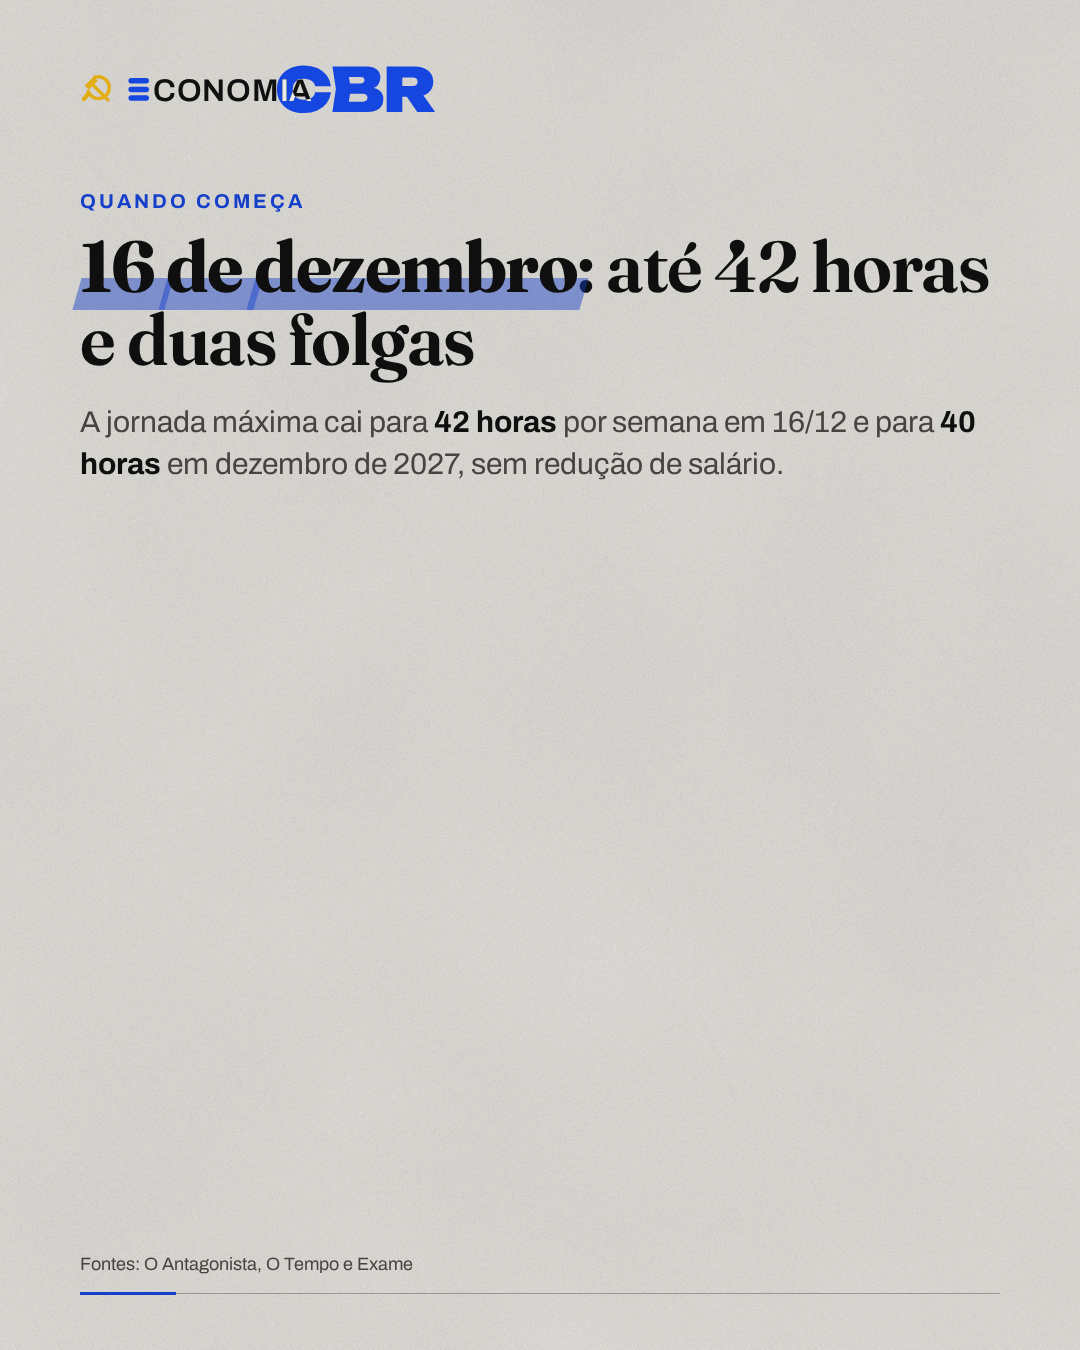 ECONOMIA CBR
QUANDO COMEÇA
16 de dezembro: até 42 horas
e duas folgas
A jornada máxima cai para 42 horas por semana em 16/12 e para 40
horas em dezembro de 2027, sem redução de salário.
Fontes: O Antagonista, O Tempo e Exame